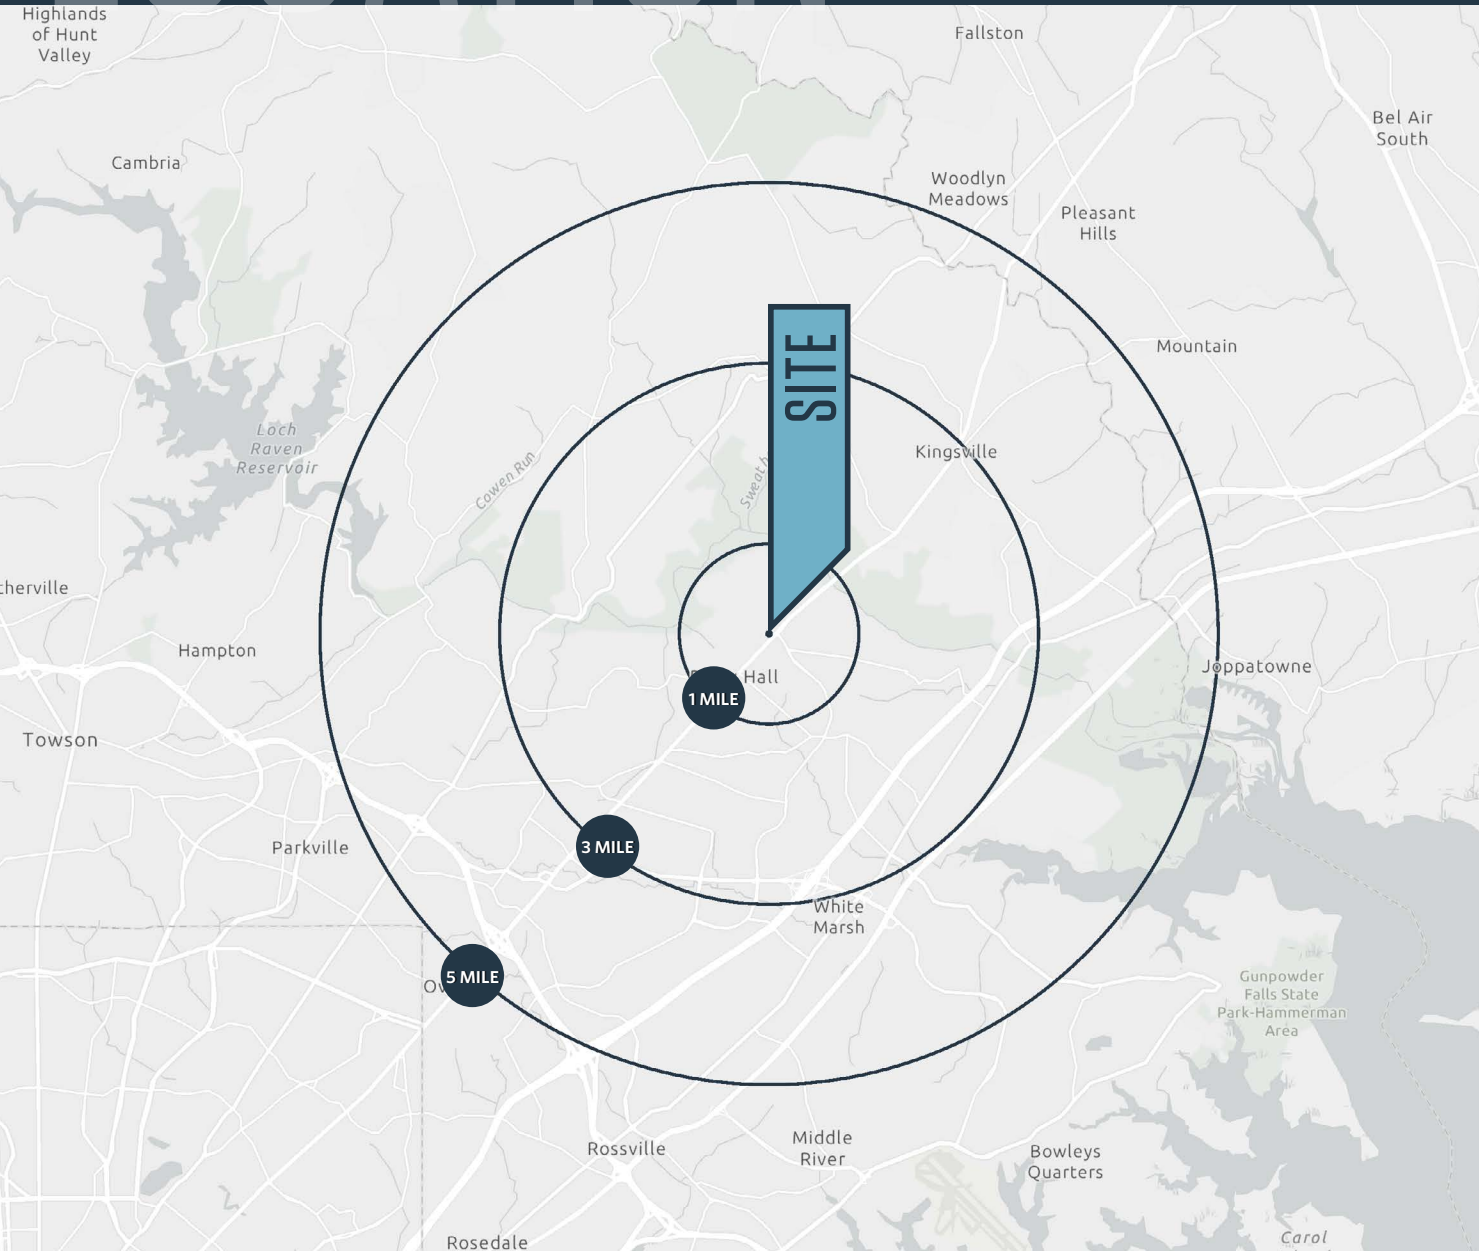 Highlands
of Hunt
Valley
Fallston
Bel Air
South
Cambria
Woodlyn
Meadows
Pleasant
Hills
SITE
Mountain
Loch
Raven
Reservoir
Kingsville
Cowen Run
Hampton
Joppatowne
Hall
1 MILE
Towson
Parkville
3 MILE
White
Marsh
5 MILE
Gunpowder
Falls State
Park-Hammerman
Area
Rossville
Middle
River
Bowleys
Quarters
Rosedale
Carol